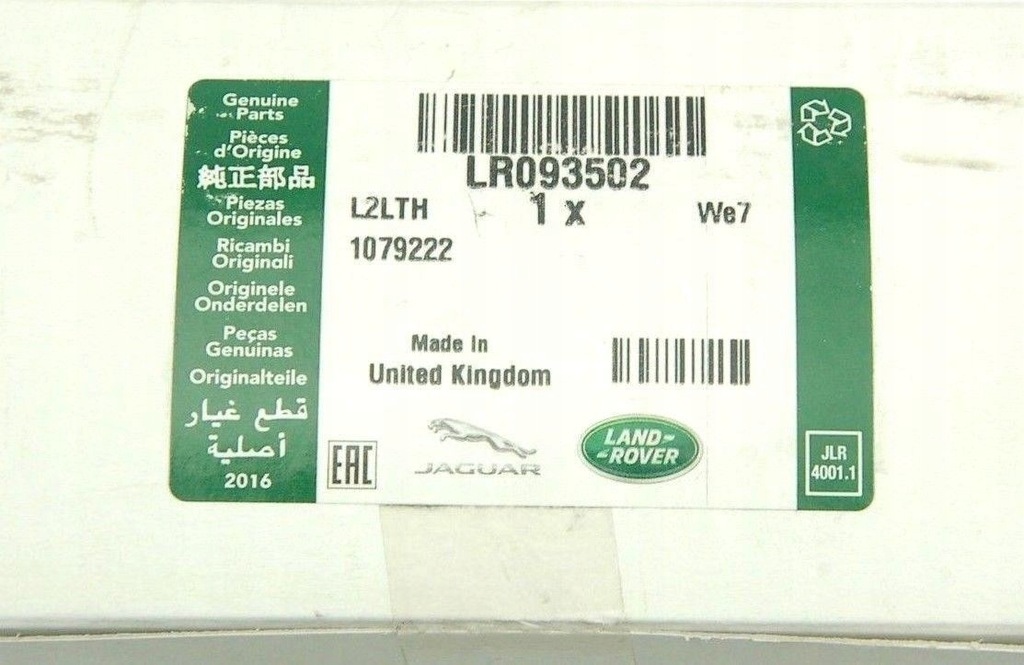 Genuine
Parts
Pièces
d'Origine
純正部品
Piezas
Originales
Ricambi
Originali
Originele
Onderdelen
Peças
Genuinas
Originalteile
قطع غيار
أصلية
2016
LR093502
L2LTH
1 x
We7
1079222
Made In
United Kingdom
EAC
JAGUAR
LAND-
-ROVER
JLR
4001.1